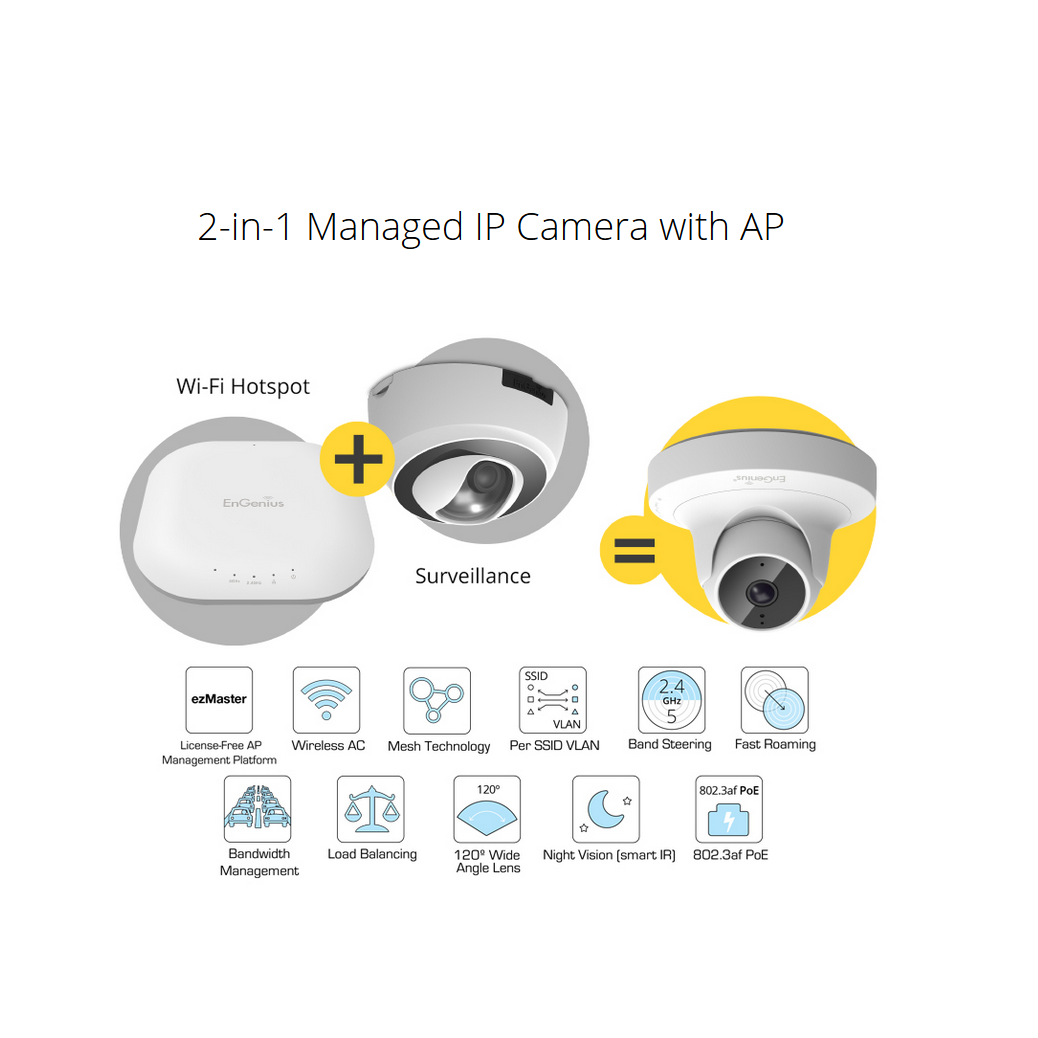 2-in-1 Managed IP Camera with AP
Wi-Fi Hotspot
EnGenius
Surveillance
EnGenius
ezMaster
SSID
VLAN
2.4
GHz
5
License-Free AP
Management Platform
Wireless AC
Mesh Technology
Per SSID VLAN
Band Steering
Fast Roaming
120º
802.3af PoE
Bandwidth
Management
Load Balancing
120º Wide
Angle Lens
Night Vision (smart IR)
802.3af PoE